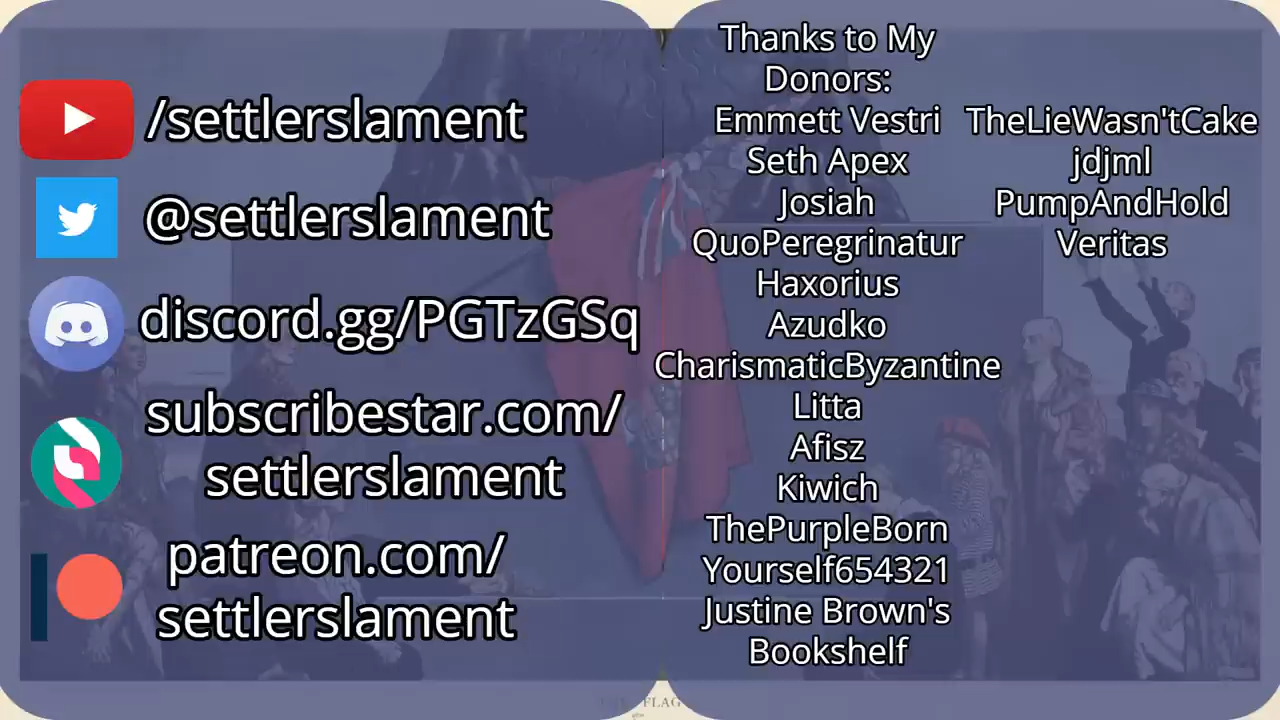 /settlerslament
@settlerslament
discord.gg/PGTzGSq
subscribestar.com/
settlerslament
patreon.com/
settlerslament
Thanks to My
Donors:
Emmett Vestri
Seth Apex
Josiah
QuoPeregrinatur
Haxorius
Azudko
CharismaticByzantine
Litta
Afisz
Kiwich
ThePurpleBorn
Yourself654321
Justine Brown's
Bookshelf
TheLieWasn'tCake
jdjml
PumpAndHold
Veritas
FLAG